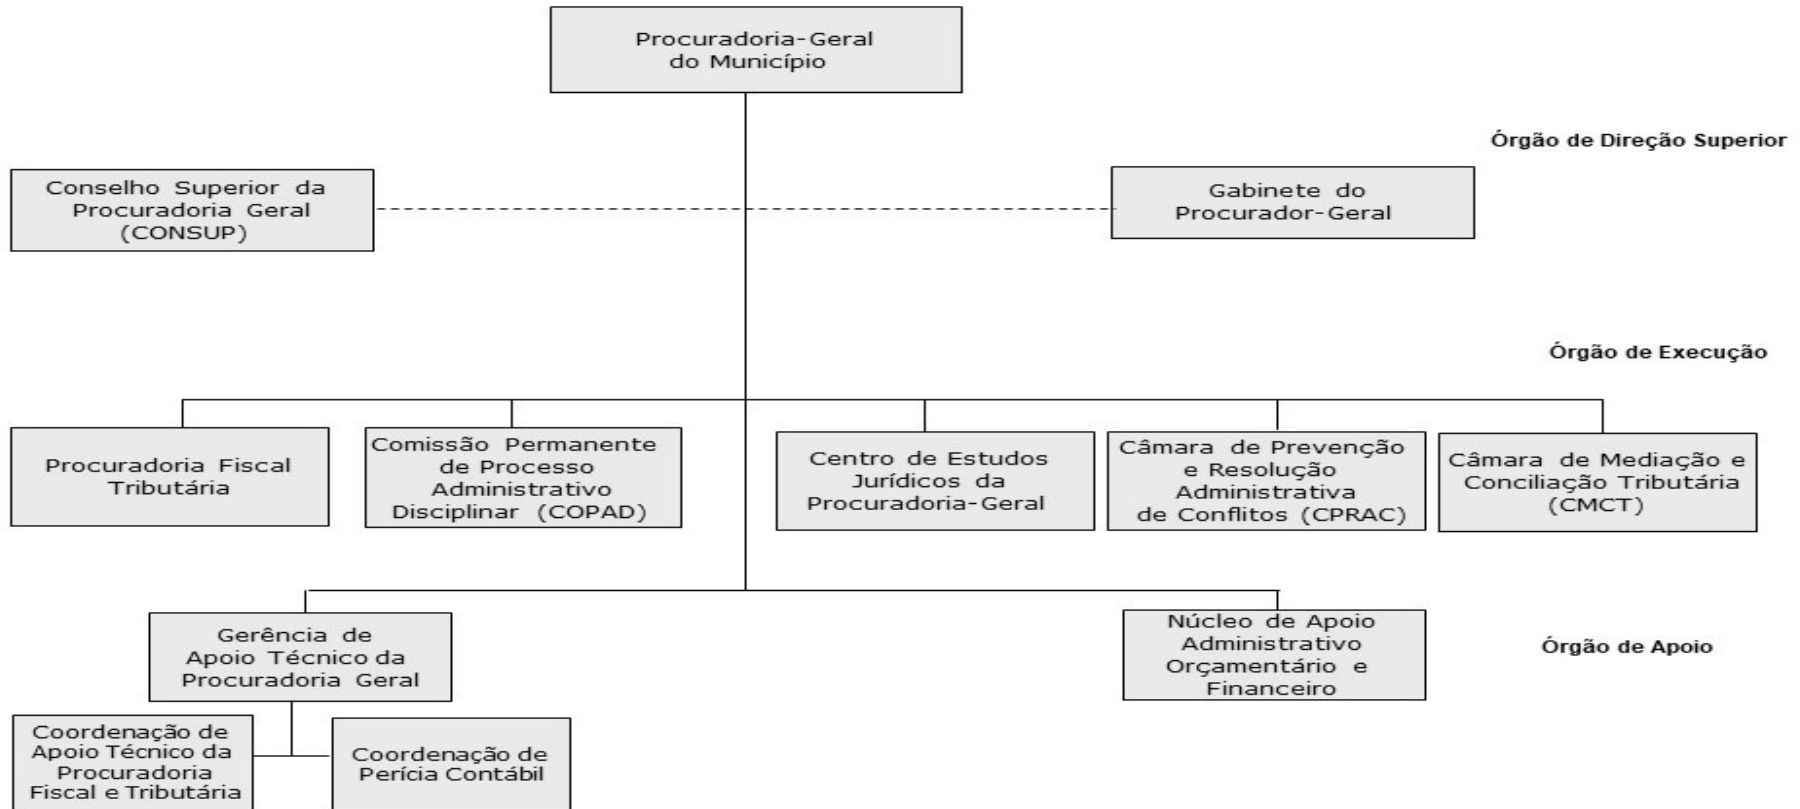 Procuradoria-Geral
do Município
Órgão de Direção Superior
Conselho Superior da
Procuradoria Geral
(CONSUP)
Gabinete do
Procurador-Geral
Órgão de Execução
Procuradoria Fiscal
Tributária
Comissão Permanente
de Processo
Administrativo
Disciplinar (COPAD)
Centro de Estudos
Jurídicos da
Procuradoria-Geral
Câmara de Prevenção
e Resolução
Administrativa
de Conflitos (CPRAC)
Câmara de Mediação e
Conciliação Tributária
(CMCT)
Gerência de
Apoio Técnico da
Procuradoria Geral
Núcleo de Apoio
Administrativo
Orçamentário e
Financeiro
Órgão de Apoio
Coordenação de
Apoio Técnico da
Procuradoria
Fiscal e Tributária
Coordenação de
Perícia Contábil